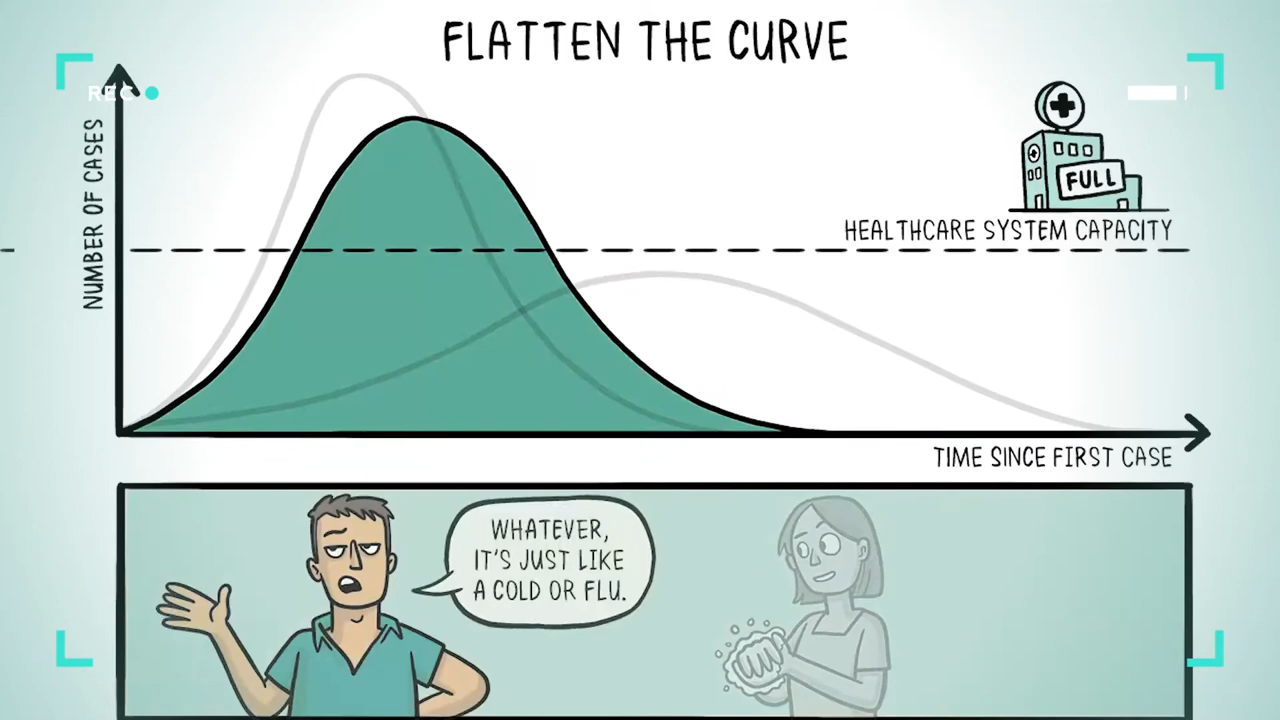 FLATTEN THE CURVE
REC
NUMBER OF CASES
FULL
HEALTHCARE SYSTEM CAPACITY
TIME SINCE FIRST CASE
WHATEVER,
IT'S JUST LIKE
A COLD OR FLU.